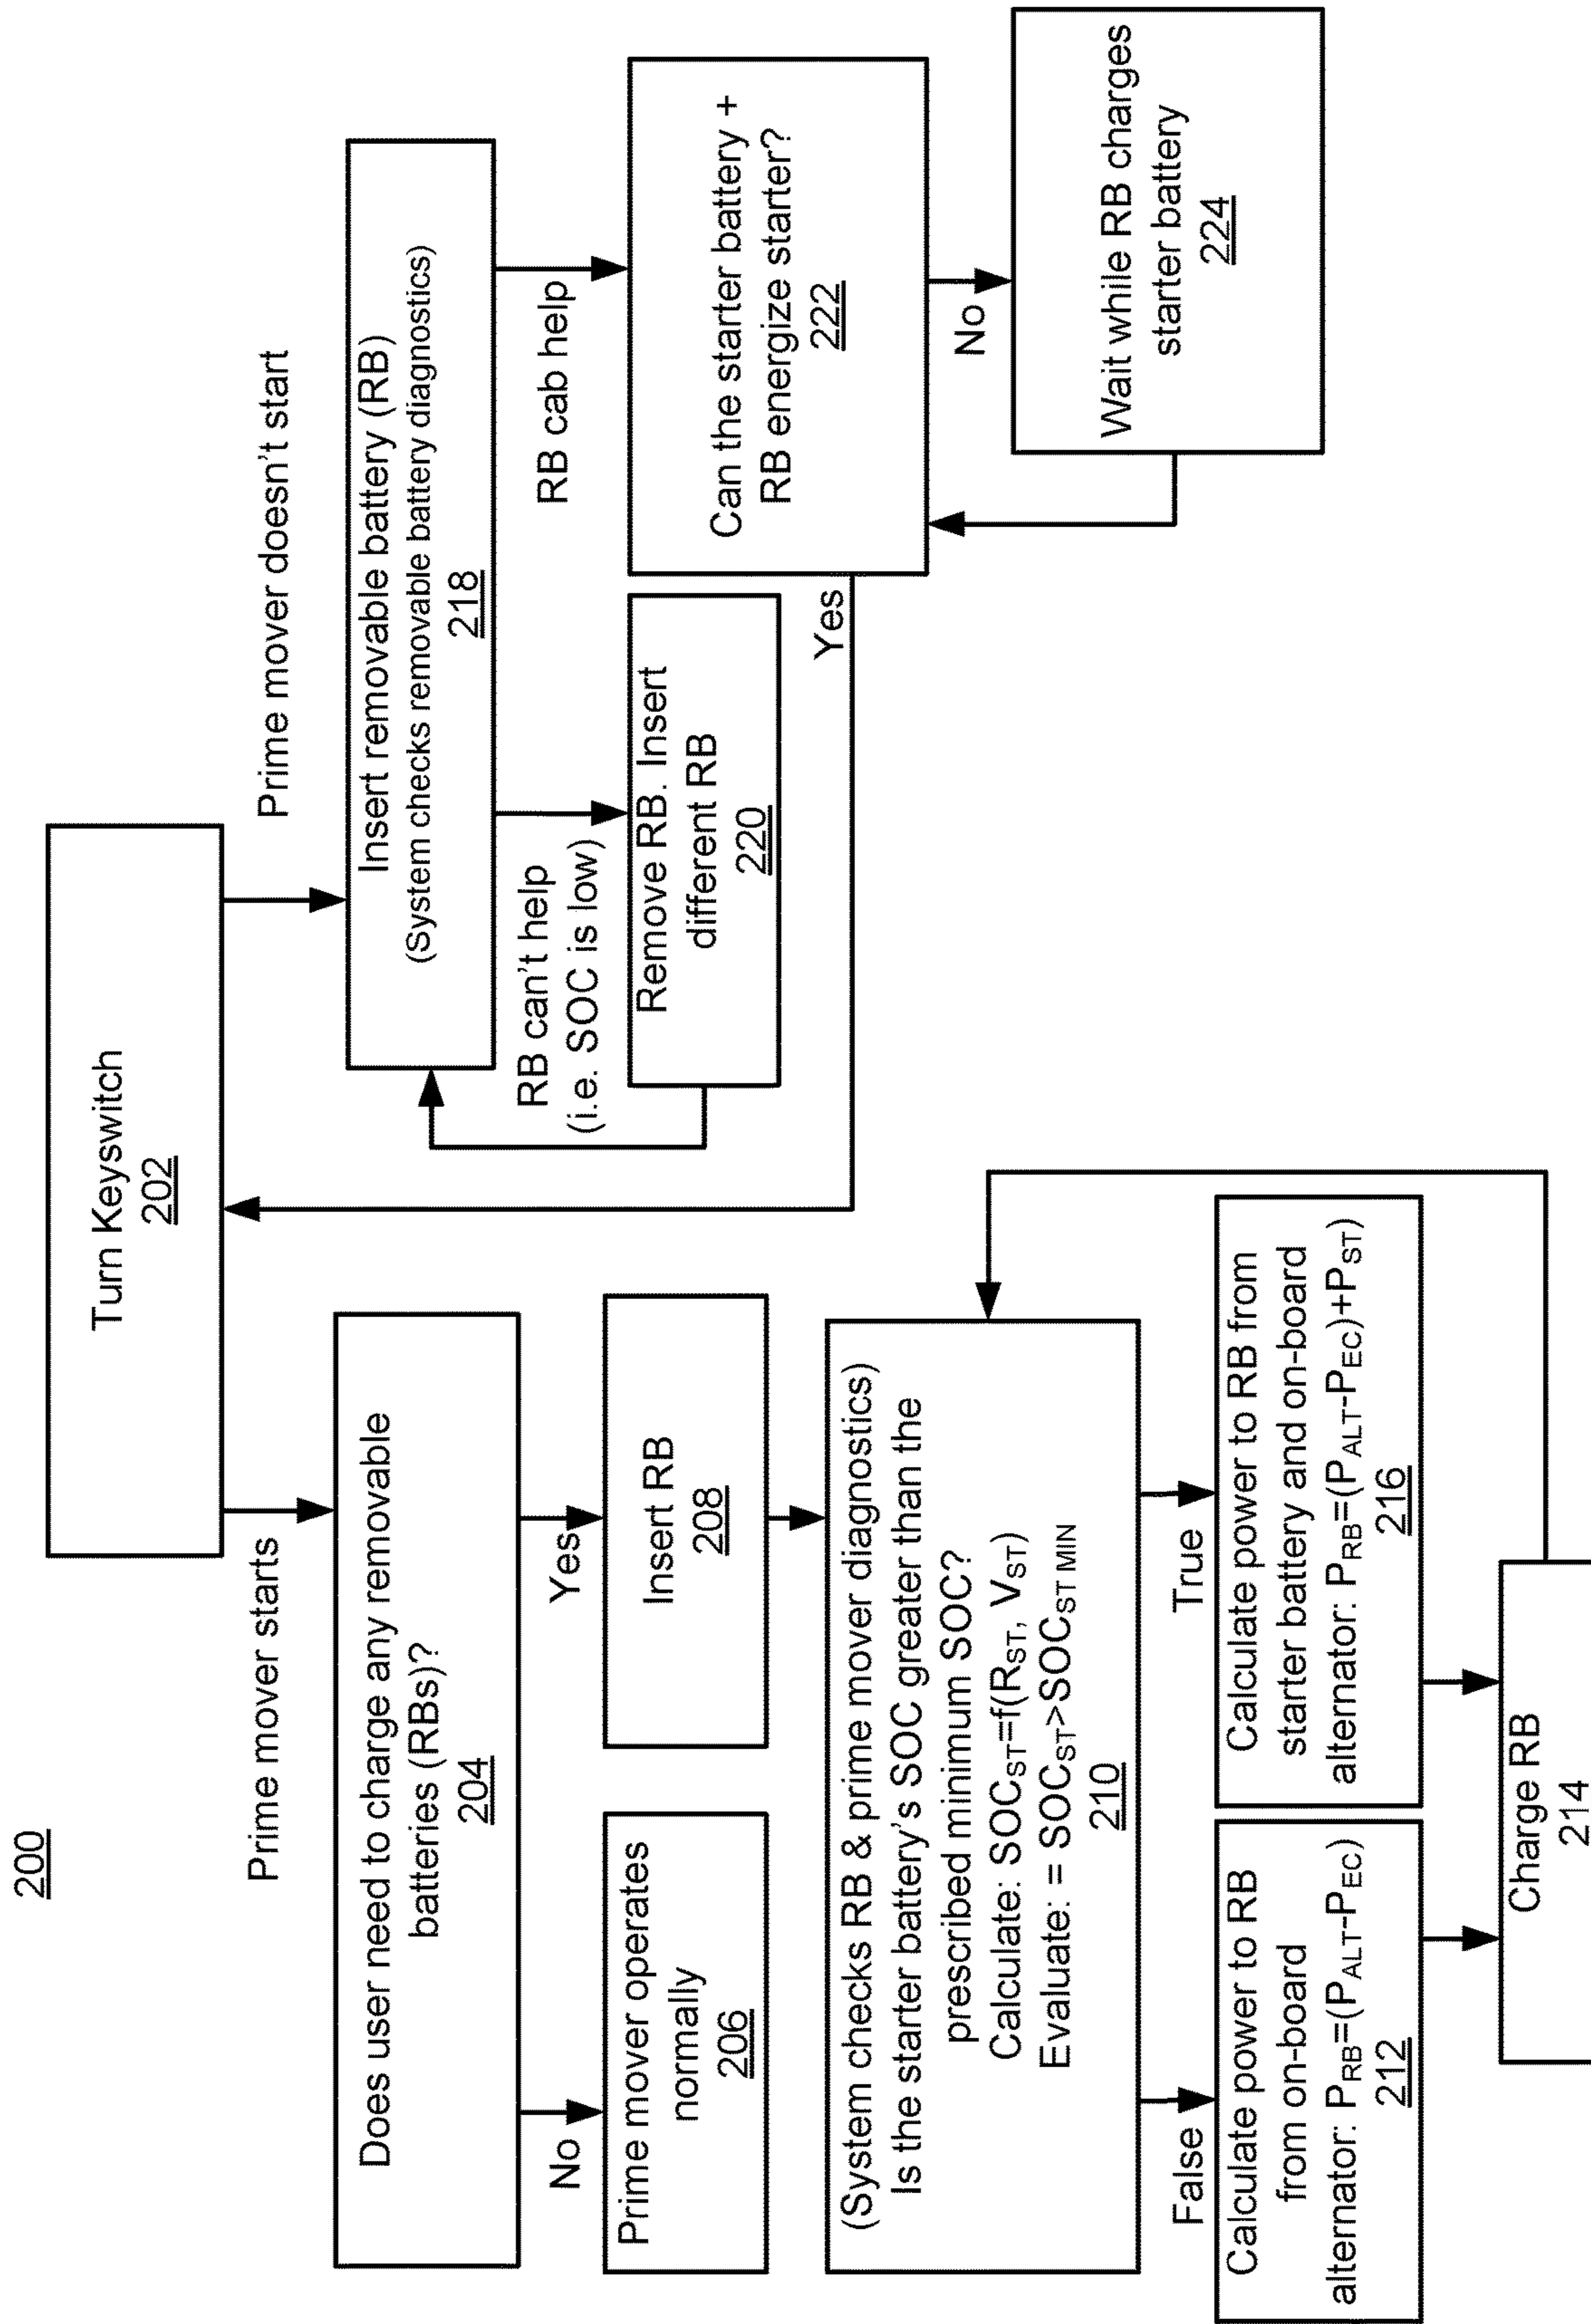 200
Turn Keyswitch
202
Prime mover starts
Prime mover doesn't start
Does user need to charge any removable
batteries (RBs)?
204
No
Yes
Prime mover operates
normally
206
Insert RB
208
(System checks RB & prime mover diagnostics)
Is the starter battery's SOC greater than the
prescribed minimum SOC?
Calculate: SOC_ST=f(R_ST, V_ST)
Evaluate: = SOC_ST>SOC_ST MIN
210
False
True
Calculate power to RB
from on-board
alternator: P_RB=(P_ALT-P_EC)
212
Calculate power to RB from
starter battery and on-board
alternator: P_RB=(P_ALT-P_EC)+P_ST)
216
Charge RB
214
Insert removable battery (RB)
(System checks removable battery diagnostics)
218
RB can't help
(i.e. SOC is low)
RB cab help
Remove RB. Insert
different RB
220
Can the starter battery +
RB energize starter?
222
Yes
No
Wait while RB charges
starter battery
224